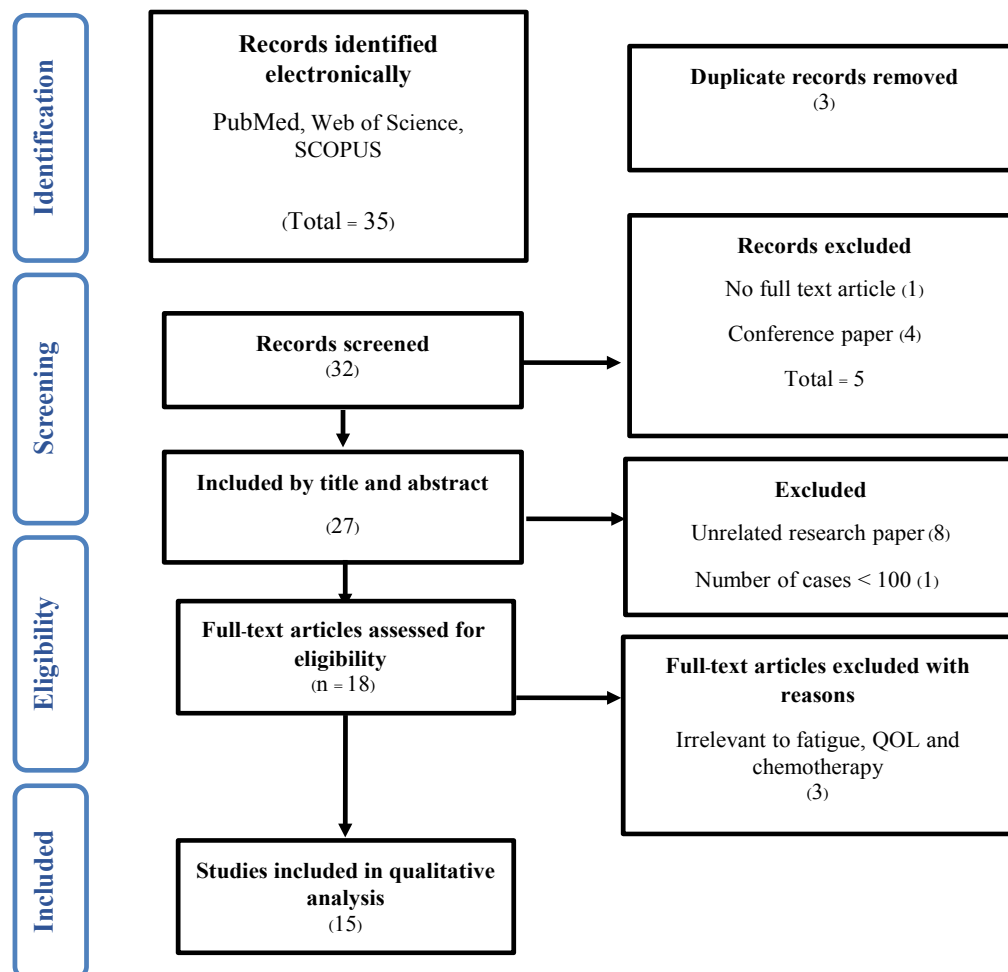 Identification
Records identified
electronically
PubMed, Web of Science,
SCOPUS
(Total = 35)
Duplicate records removed
(3)
Screening
Records screened
(32)
Records excluded
No full text article (1)
Conference paper (4)
Total = 5
Included by title and abstract
(27)
Excluded
Unrelated research paper (8)
Number of cases < 100 (1)
Eligibility
Full-text articles assessed for
eligibility
(n = 18)
Full-text articles excluded with
reasons
Irrelevant to fatigue, QOL and
chemotherapy
(3)
Included
Studies included in qualitative
analysis
(15)